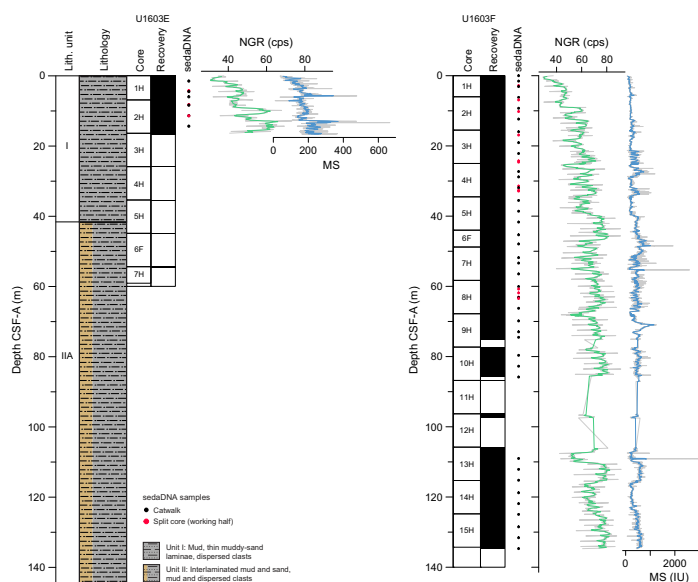 U1603E
Lith. unit
Lithology
Core
Recovery
sedaDNA
NGR (cps)
40 60 80
0
20
40
60
80
100
120
140
Depth CSF-A (m)
I
IIA
1H
2H
3H
4H
5H
6F
7H
0 200 400 600
MS
sedaDNA samples
Catwalk
Split core (working half)
Unit I: Mud, thin muddy-sand
laminae, dispersed clasts
Unit II: Interlaminated mud and sand,
mud and dispersed clasts
U1603F
Core
Recovery
sedaDNA
NGR (cps)
40 60 80
0
20
40
60
80
100
120
140
Depth CSF-A (m)
1H
2H
3H
4H
5H
6F
7H
8H
9H
10H
11H
12H
13H
14H
15H
0 2000
MS (IU)